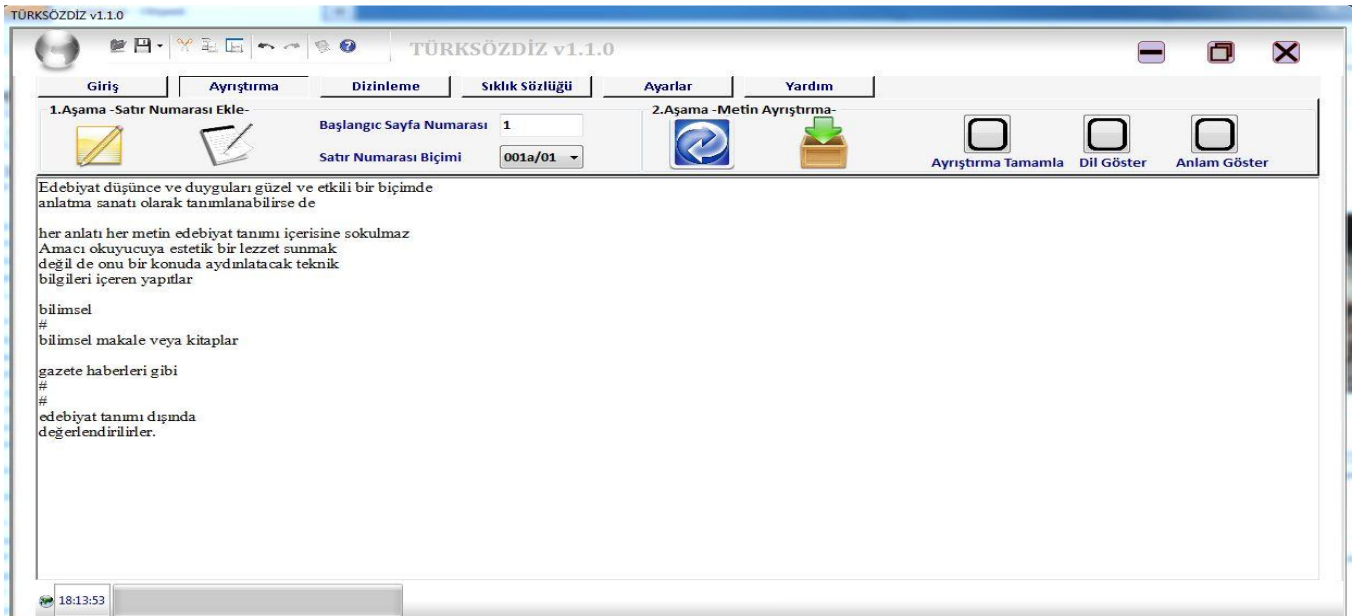 TÜRKSÖZDİZ v1.1.0
TÜRKSÖZDİZ v1.1.0
Giriş Ayrıştırma Dizinleme Sıklık Sözlüğü Ayarlar Yardım
1.Aşama -Satır Numarası Ekle- 2.Aşama -Metin Ayrıştırma-
Başlangıc Sayfa Numarası 1
Satır Numarası Biçimi 001a/01
Ayrıştırma Tamamla Dil Göster Anlam Göster
Edebiyat düşünce ve duyguları güzel ve etkili bir biçimde
anlatma sanatı olarak tanımlanabilirse de
her anlatı her metin edebiyat tanımı içerisine sokulmaz
Amacı okuyucuya estetik bir lezzet sunmak
değil de onu bir konuda aydınlatacak teknik
bilgileri içeren yapıtlar
bilimsel
#
bilimsel makale veya kitaplar
gazete haberleri gibi
#
#
edebiyat tanımı dışında
değerlendirilirler.
18:13:53